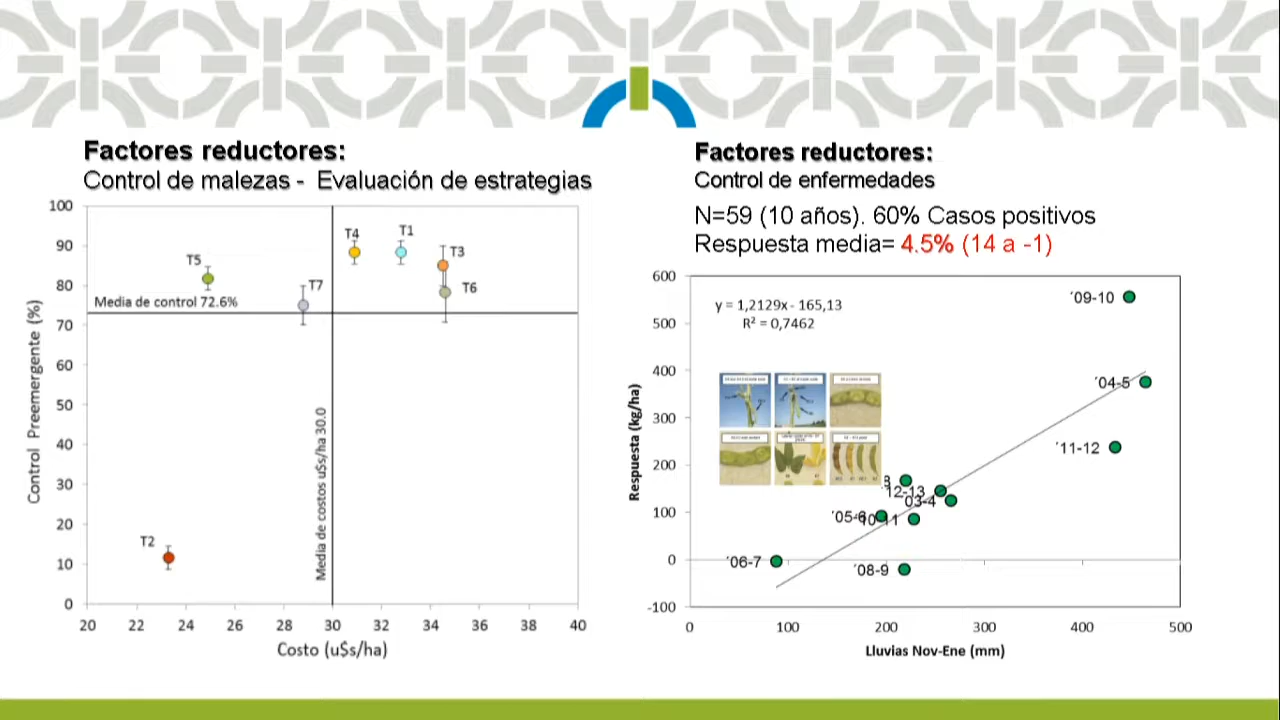 Factores reductores:
Control de malezas - Evaluación de estrategias
100
90
80
70
60
50
40
30
20
10
0
Control Preemergente (%)
T4
T1
T3
T5
T7
T6
Media de control 72.6%
Media de costos u$s/ha 30.0
T2
20 22 24 26 28 30 32 34 36 38 40
Costo (u$s/ha)
Factores reductores:
Control de enfermedades
N=59 (10 años). 60% Casos positivos
Respuesta media= 4.5% (14 a -1)
600
500
400
300
200
100
0
-100
Respuesta (kg/ha)
y = 1,2129x - 165,13
R² = 0,7462
´09-10
´04-5
´11-12
´12-13
03-4
´05-6
10-11
´06-7
´08-9
0 100 200 300 400 500
Lluvias Nov-Ene (mm)